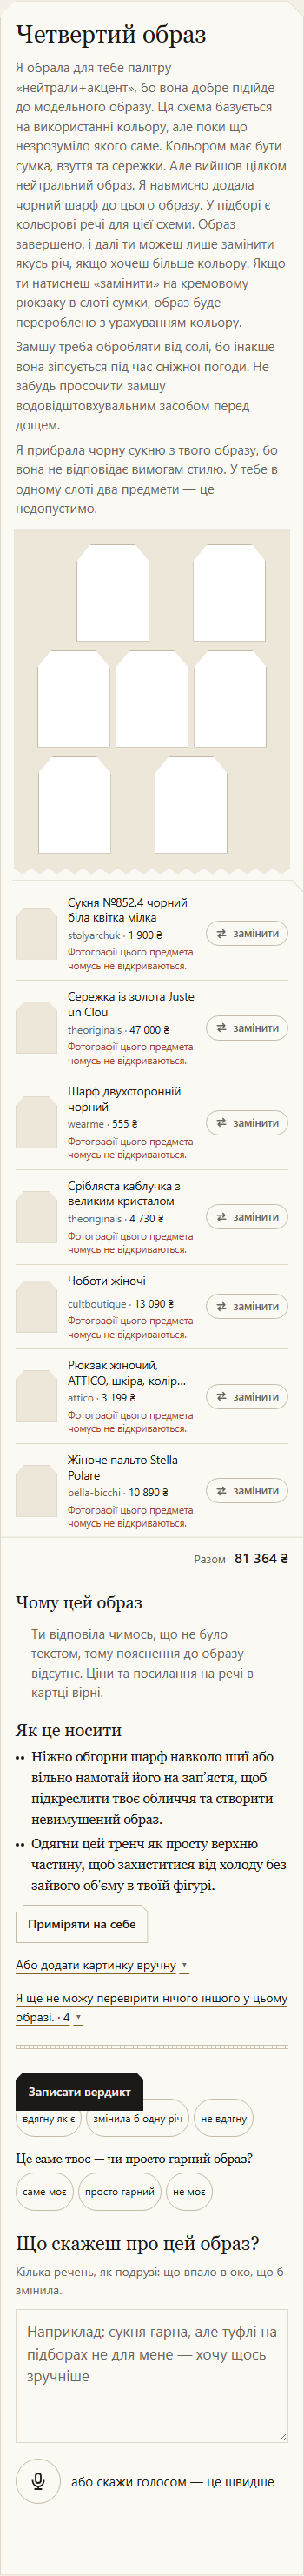 Четвертий образ
Я обрала для тебе палітру
«нейтрали+акцент», бо вона добре підійде
до модельного образу. Ця схема базується
на використанні кольору, але поки що
незрозуміло якого саме. Кольором має бути
сумка, взуття та сережки. Але вийшов цілком
нейтральний образ. Я навмисно додала
чорний шарф до цього образу. У підборі є
кольорові речі для цієї схеми. Образ
завершено, і далі ти можеш лише замінити
якусь річ, якщо хочеш більше кольору. Якщо
ти натиснеш «замінити» на кремовому
рюкзаку в слоті сумки, образ буде
перероблено з урахуванням кольору.
Замшу треба обробляти від солі, бо інакше
вона зіпсується під час сніжної погоди. Не
забудь просочити замшу
водовідштовхувальним засобом перед
дощем.
Я прибрала чорну сукню з твого образу, бо
вона не відповідає вимогам стилю. У тебе в
одному слоті два предмети — це
недопустимо.
Сукня №852.4 чорний
біла квітка мілка
stolyarchuk · 1 900 ₴
Фотографії цього предмета
чомусь не відкриваються.
замінити
Сережка із золота Juste
un Clou
theoriginals · 47 000 ₴
Фотографії цього предмета
чомусь не відкриваються.
замінити
Шарф двухсторонній
чорний
wearme · 555 ₴
Фотографії цього предмета
чомусь не відкриваються.
замінити
Срібляста каблучка з
великим кристалом
theoriginals · 4 730 ₴
Фотографії цього предмета
чомусь не відкриваються.
замінити
Чоботи жіночі
cultboutique · 13 090 ₴
Фотографії цього предмета
чомусь не відкриваються.
замінити
Рюкзак жіночий,
ATTICO, шкіра, колір...
attico · 3 199 ₴
Фотографії цього предмета
чомусь не відкриваються.
замінити
Жіноче пальто Stella
Polare
bella-bicchi · 10 890 ₴
Фотографії цього предмета
чомусь не відкриваються.
замінити
Разом 81 364 ₴
Чому цей образ
Ти відповіла чимось, що не було
текстом, тому пояснення до образу
відсутнє. Ціни та посилання на речі в
картці вірні.
Як це носити
•• Ніжно обгорни шарф навколо шиї або
вільно намотай його на зап’ястя, щоб
підкреслити твоє обличчя та створити
невимушений образ.
•• Одягни цей тренч як просту верхню
частину, щоб захиститися від холоду без
зайвого об'єму в твоїй фігурі.
Приміряти на себе
Або додати картинку вручну ▾
Я ще не можу перевірити нічого іншого у цьому
образі. · 4 ▾
Записати вердикт
вдягну як є
змінила б одну річ
не вдягну
Це саме твоє — чи просто гарний образ?
саме моє
просто гарний
не моє
Що скажеш про цей образ?
Кілька речень, як подрузі: що впало в око, що б
змінила.
Наприклад: сукня гарна, але туфлі на
підборах не для мене — хочу щось
зручніше
або скажи голосом — це швидше